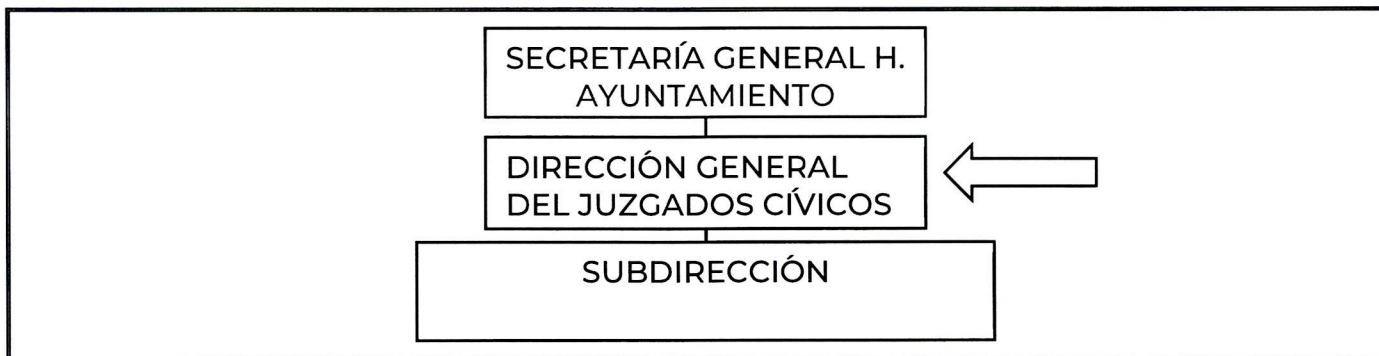 SECRETARÍA GENERAL H.
AYUNTAMIENTO
DIRECCIÓN GENERAL
DEL JUZGADOS CÍVICOS
SUBDIRECCIÓN